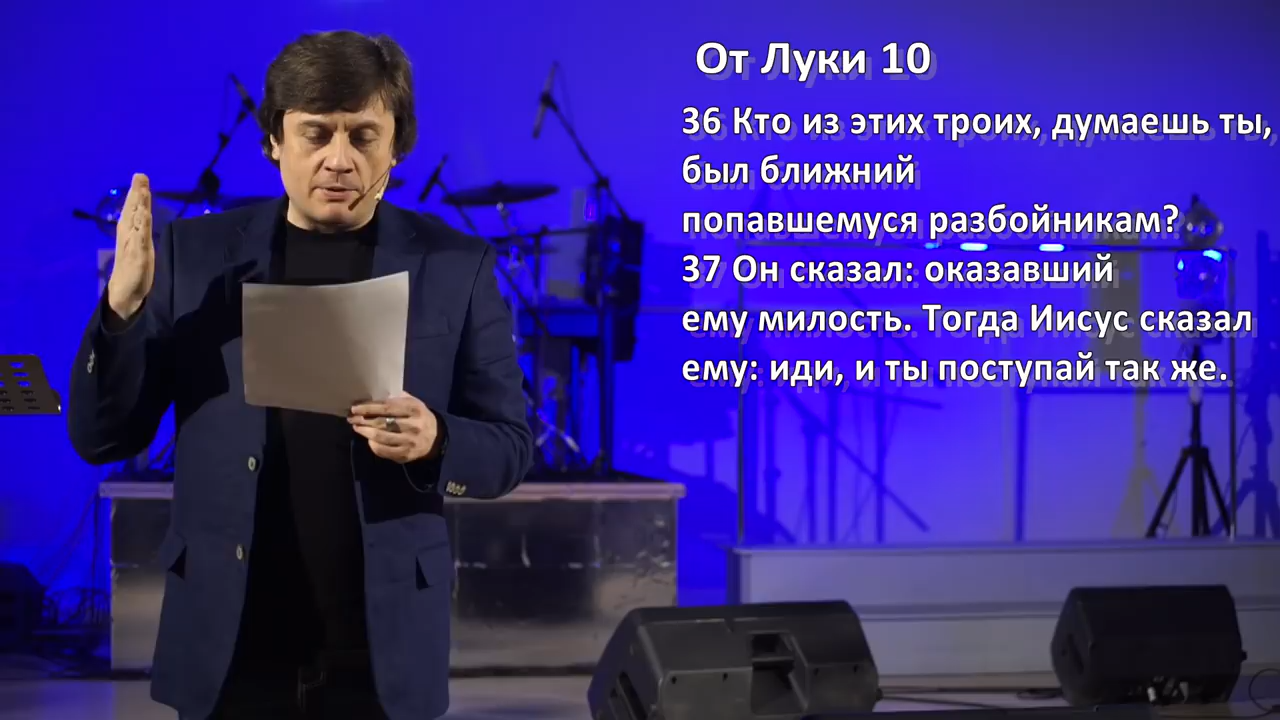 От Луки 10
36 Кто из этих троих, думаешь ты,
был ближний
попавшемуся разбойникам?
37 Он сказал: оказавший
ему милость. Тогда Иисус сказал
ему: иди, и ты поступай так же.